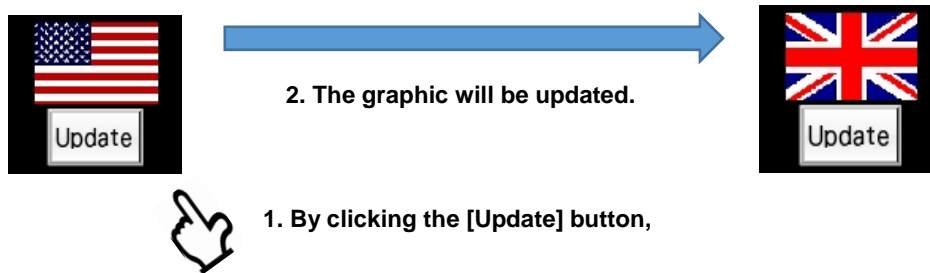 2. The graphic will be updated.
Update
Update
1. By clicking the [Update] button,